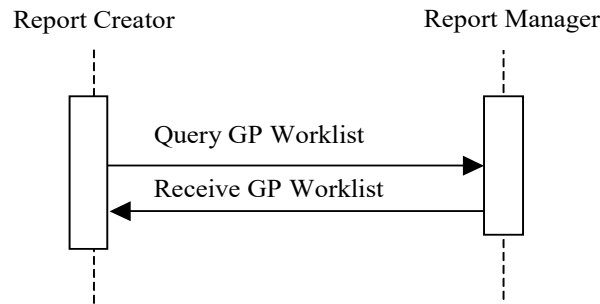 Report Creator
Report Manager
Query GP Worklist
Receive GP Worklist